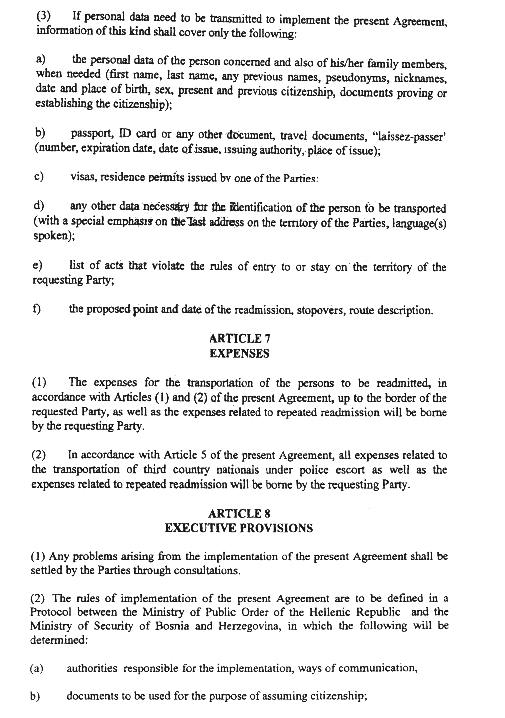 (3) If personal data need to be transmitted to implement the present Agreement,
information of this kind shall cover only the following:
a) the personal data of the person concerned and also of his/her family members,
when needed (first name, last name, any previous names, pseudonyms, nicknames,
date and place of birth, sex, present and previous citizenship, documents proving or
establishing the citizenship);
b) passport, ID card or any other document, travel documents, "laissez-passer'
(number, expiration date, date of issue, issuing authority, place of issue);
c) visas, residence permits issued by one of the Parties:
d) any other data necessary for the identification of the person to be transported
(with a special emphasis on the last address on the territory of the Parties, language(s)
spoken);
e) list of acts that violate the rules of entry to or stay on the territory of the
requesting Party;
f) the proposed point and date of the readmission, stopovers, route description.
ARTICLE 7
EXPENSES
(1) The expenses for the transportation of the persons to be readmitted, in
accordance with Articles (1) and (2) of the present Agreement, up to the border of the
requested Party, as well as the expenses related to repeated readmission will be borne
by the requesting Party.
(2) In accordance with Article 5 of the present Agreement, all expenses related to
the transportation of third country nationals under police escort as well as the
expenses related to repeated readmission will be borne by the requesting Party.
ARTICLE 8
EXECUTIVE PROVISIONS
(1) Any problems arising from the implementation of the present Agreement shall be
settled by the Parties through consultations.
(2) The rules of implementation of the present Agreement are to be defined in a
Protocol between the Ministry of Public Order of the Hellenic Republic and the
Ministry of Security of Bosnia and Herzegovina, in which the following will be
determined:
(a) authorities responsible for the implementation, ways of communication,
b) documents to be used for the purpose of assuming citizenship;